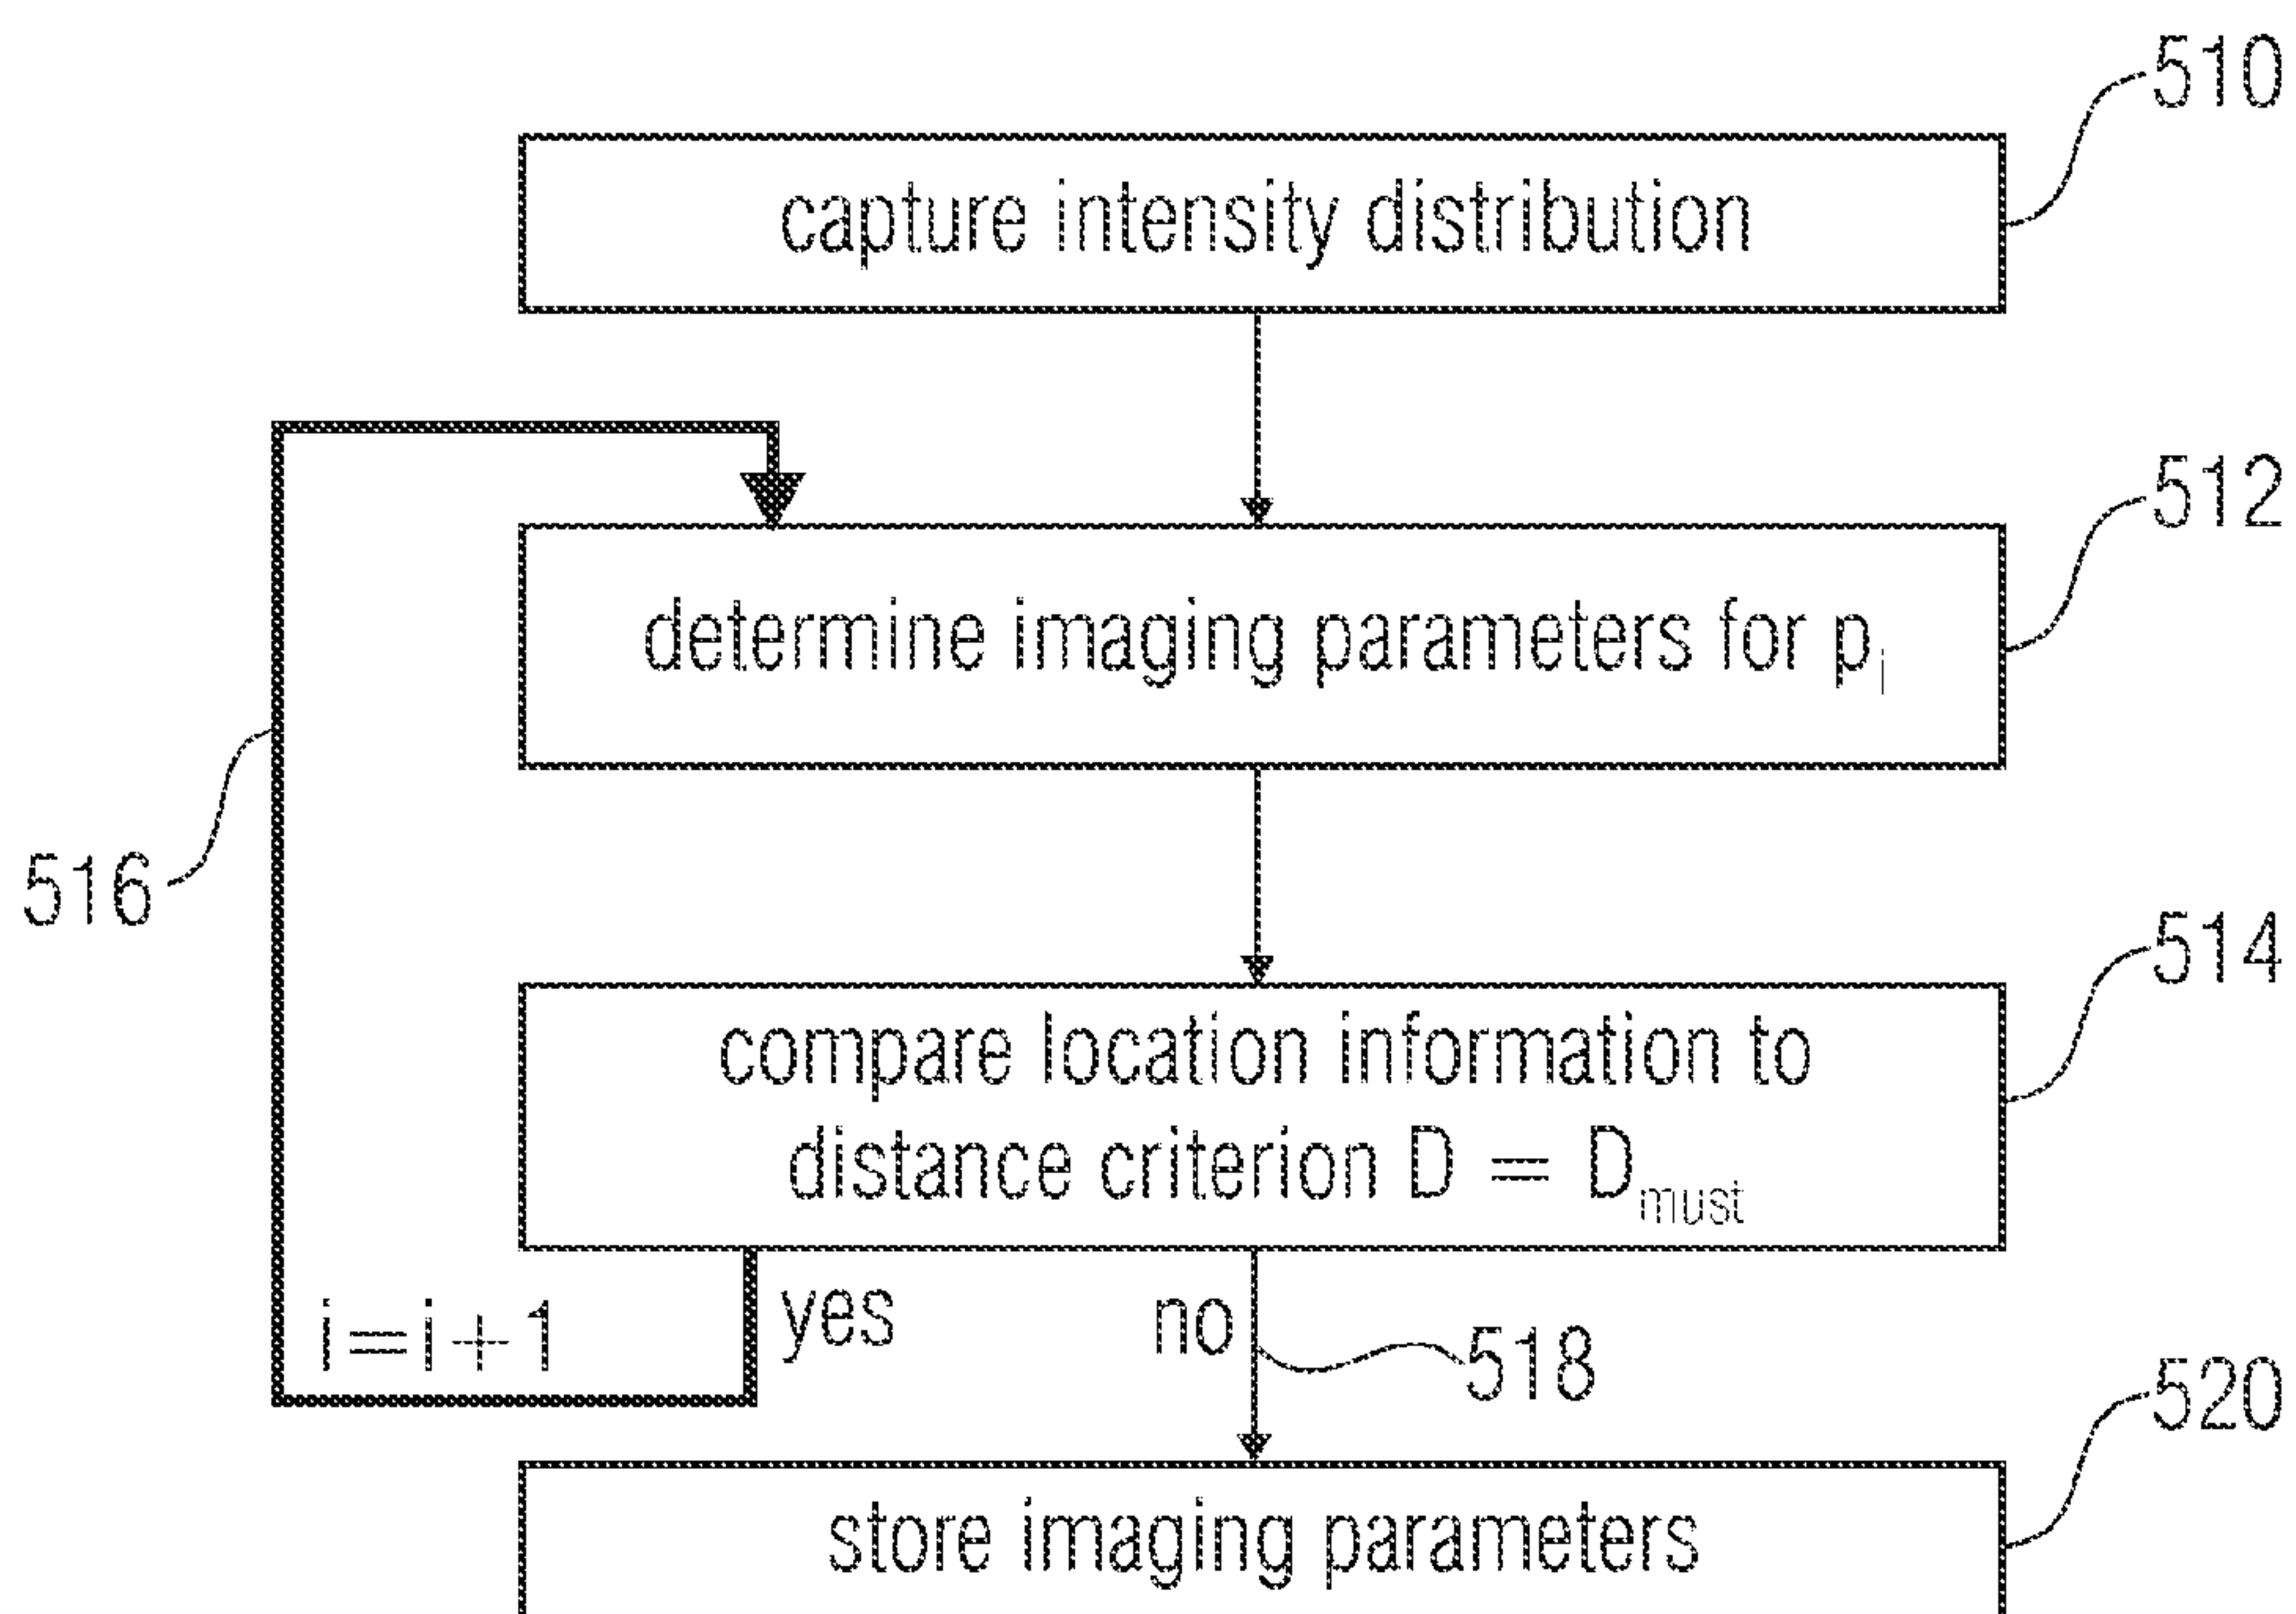 510
capture intensity distribution
512
determine imaging parameters for pᵢ
516
514
compare location information to
distance criterion D = D_must
i=i+1
yes
no
518
520
store imaging parameters